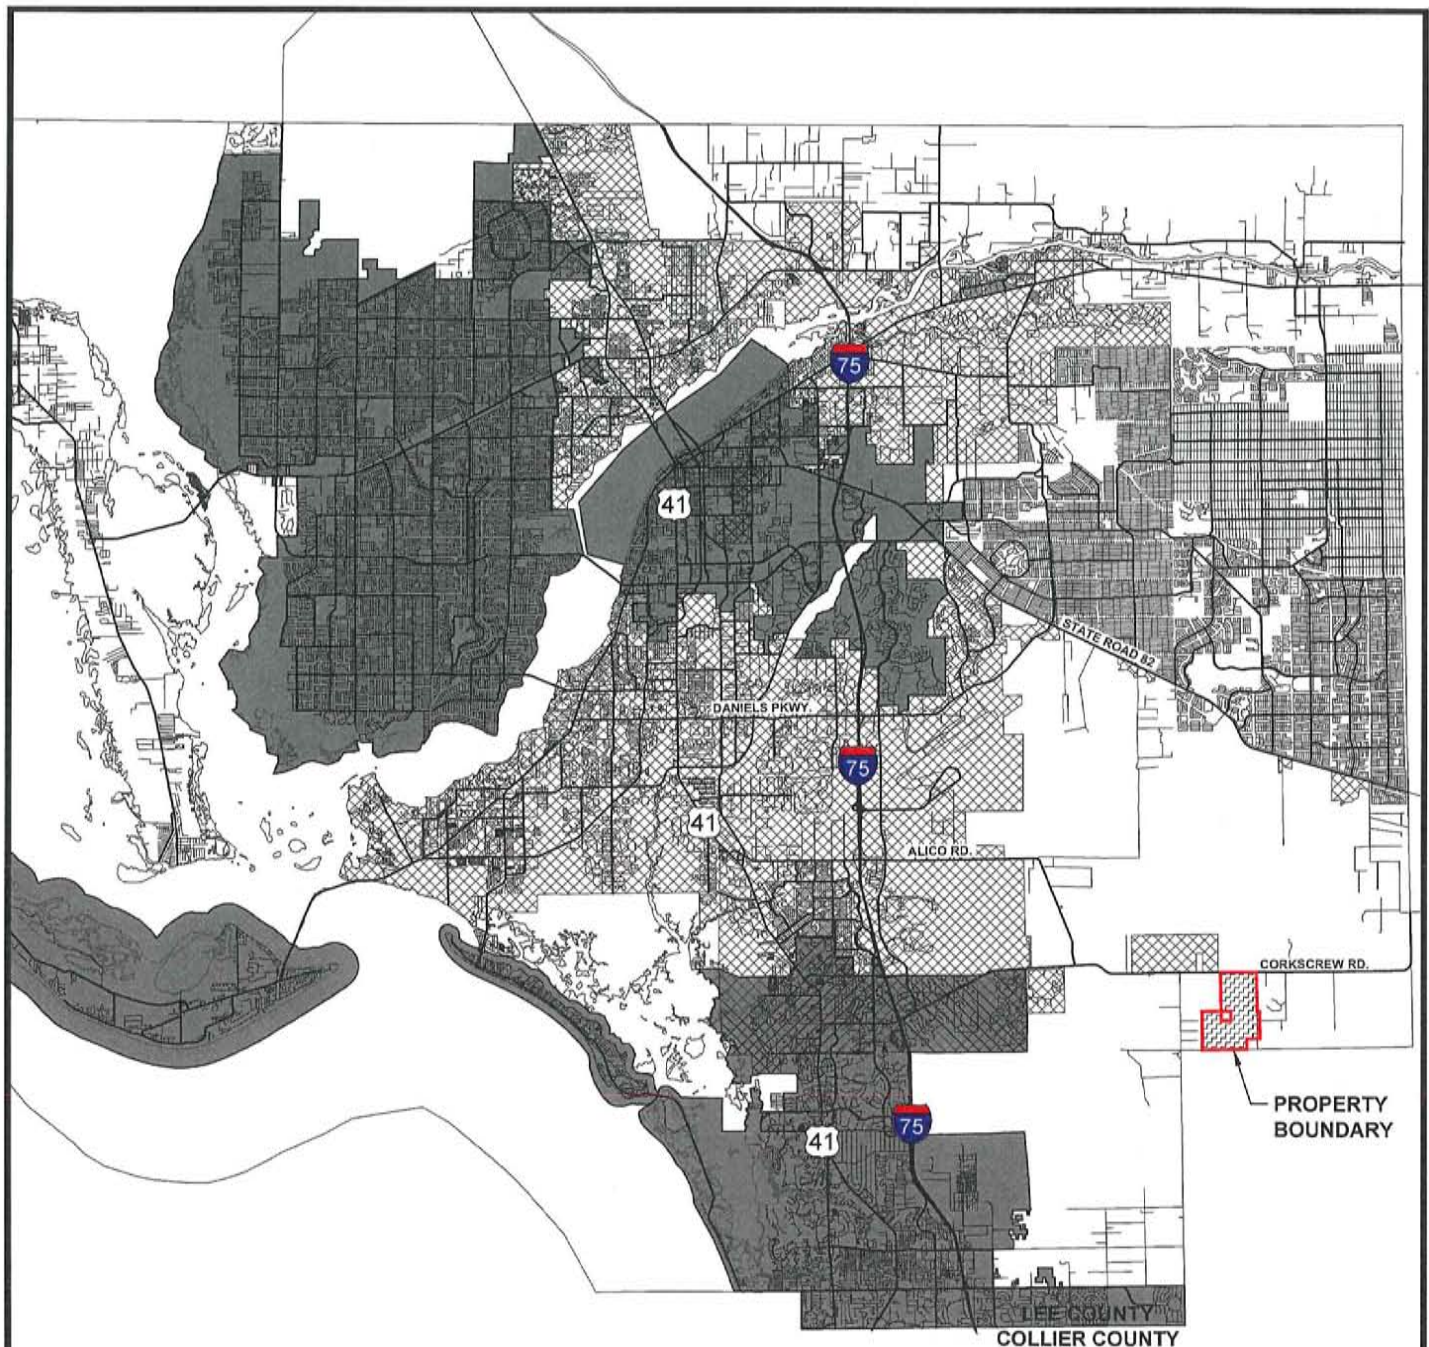 75
41
STATE ROAD 82
DANIELS PKWY.
75
41
ALICO RD.
CORKSCREW RD.
PROPERTY
BOUNDARY
75
41
LEE COUNTY
COLLIER COUNTY